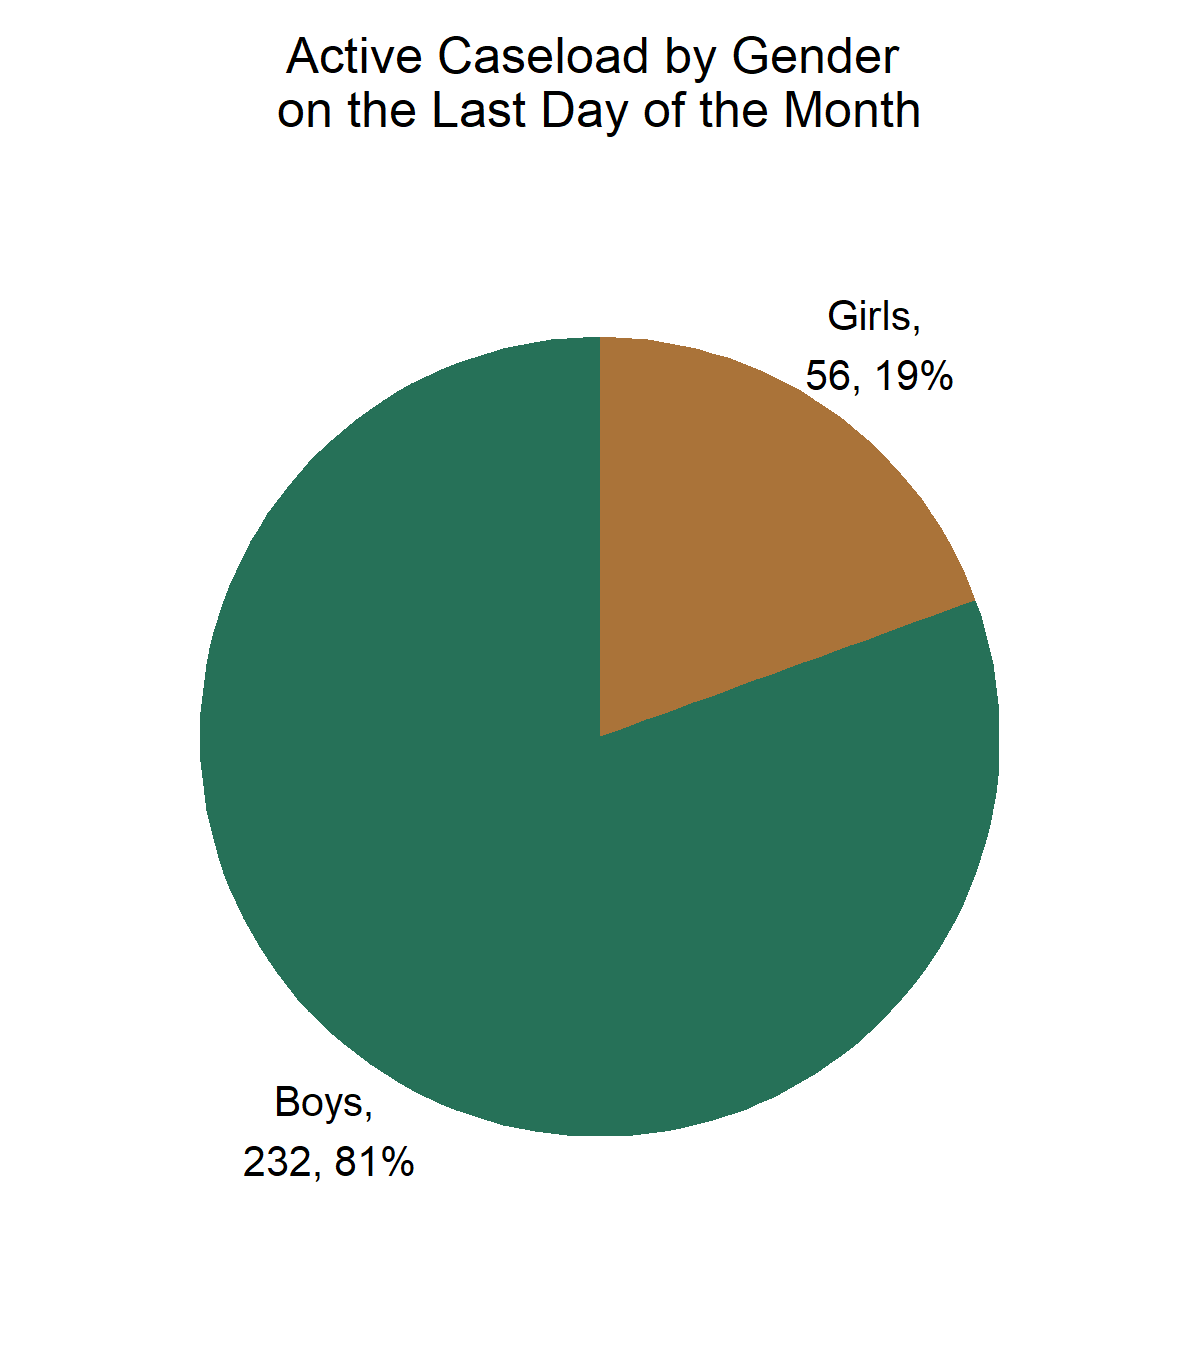 Active Caseload by Gender
on the Last Day of the Month
Girls,
56, 19%
Boys,
232, 81%